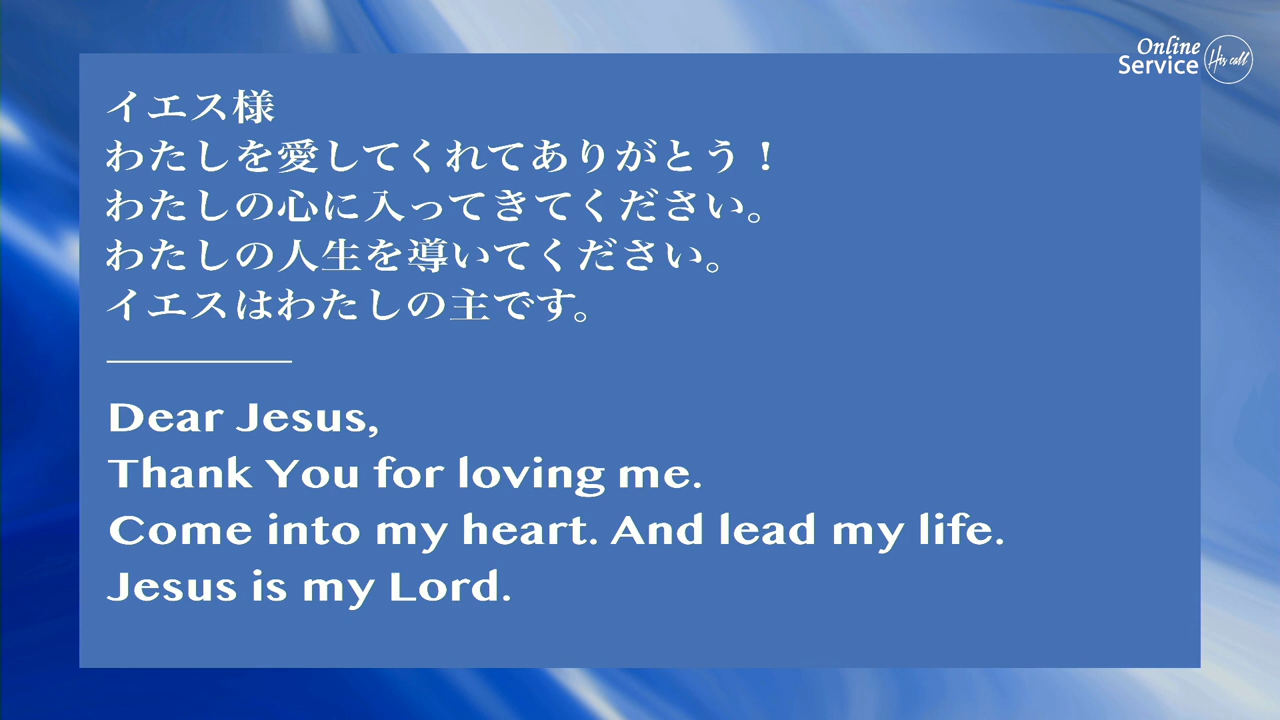 Online
Service
His call
イエス様
わたしを愛してくれてありがとう！
わたしの心に入ってきてください。
わたしの人生を導いてください。
イエスはわたしの主です。
Dear Jesus,
Thank You for loving me.
Come into my heart. And lead my life.
Jesus is my Lord.